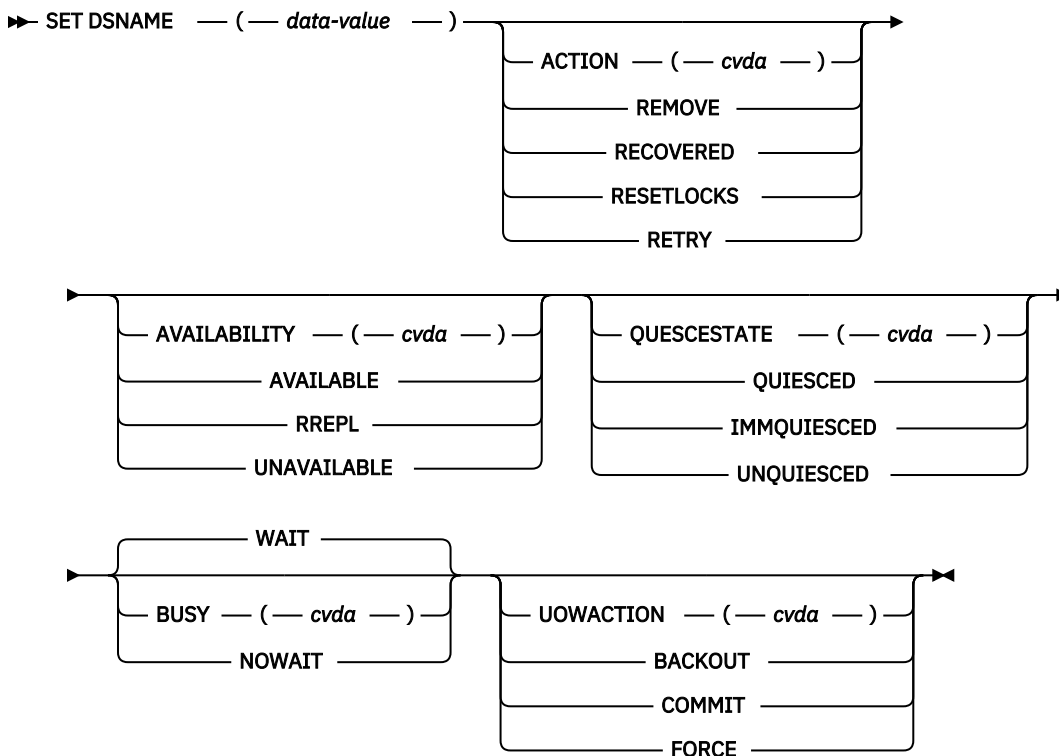 SET DSNAME ( data-value )
ACTION ( cvda )
REMOVE
RECOVERED
RESETLOCKS
RETRY
AVAILABILITY ( cvda )
AVAILABLE
RREPL
UNAVAILABLE
QUESCESTATE ( cvda )
QUIESCED
IMMQUIESCED
UNQUIESCED
WAIT
BUSY ( cvda )
NOWAIT
UOWACTION ( cvda )
BACKOUT
COMMIT
FORCE